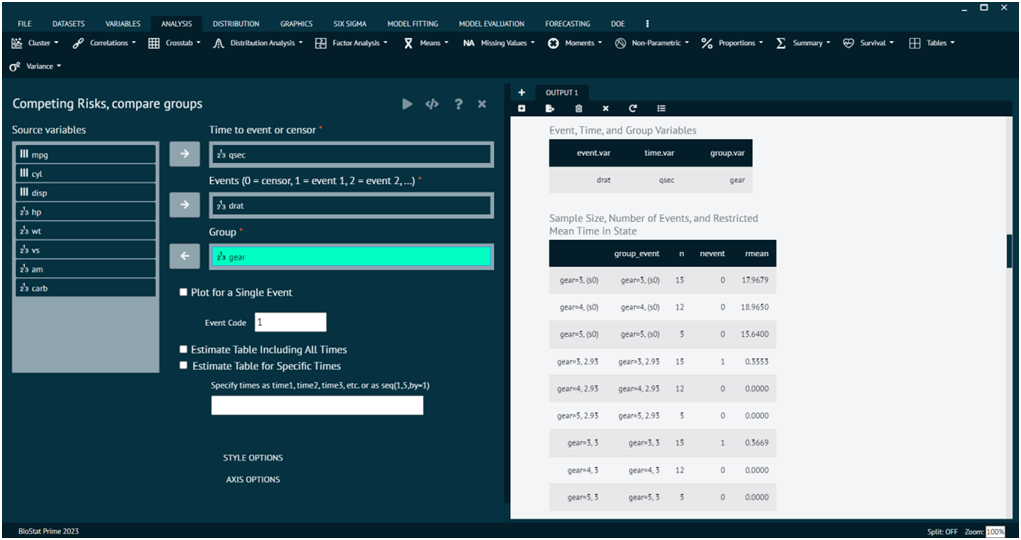 FILE DATASETS VARIABLES ANALYSIS DISTRIBUTION GRAPHICS SIX SIGMA MODEL FITTING MODEL EVALUATION FORECASTING DOE
Cluster Correlations Crosstab Distribution Analysis Factor Analysis Means NA Missing Values Moments Non-Parametric Proportions Summary Survival Tables
σ² Variance
Competing Risks, compare groups
Source variables
mpg
cyl
disp
hp
wt
vs
am
carb
Time to event or censor *
qsec
Events (0 = censor, 1 = event 1, 2 = event 2, ...) *
drat
Group *
gear
Plot for a Single Event
Event Code 1
Estimate Table Including All Times
Estimate Table for Specific Times
Specify times as time1, time2, time3, etc. or as seq(1,5,by=1)
STYLE OPTIONS
AXIS OPTIONS
+ OUTPUT 1
Event, Time, and Group Variables
event.var time.var group.var
drat qsec gear
Sample Size, Number of Events, and Restricted
Mean Time in State
group_event n nevent rmean
gear=3, (s0) gear=3, (s0) 15 0 17.9679
gear=4, (s0) gear=4, (s0) 12 0 18.9650
gear=5, (s0) gear=5, (s0) 5 0 15.6400
gear=3, 2.93 gear=3, 2.93 15 1 0.3553
gear=4, 2.93 gear=4, 2.93 12 0 0.0000
gear=5, 2.93 gear=5, 2.93 5 0 0.0000
gear=3, 3 gear=3, 3 15 1 0.3669
gear=4, 3 gear=4, 3 12 0 0.0000
gear=5, 3 gear=5, 3 5 0 0.0000
BioStat Prime 2023
Split: OFF Zoom: 100%